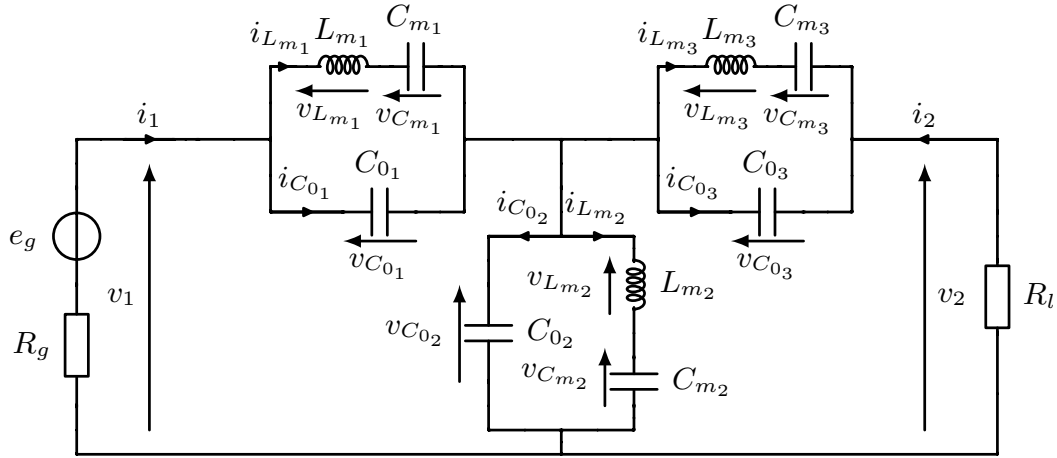 i_{L_{m_1}} L_{m_1} C_{m_1} i_{L_{m_3}} L_{m_3} C_{m_3}
v_{L_{m_1}} v_{C_{m_1}} v_{L_{m_3}} v_{C_{m_3}}
i_1 i_2
i_{C_{0_1}} C_{0_1} i_{C_{0_3}} C_{0_3}
i_{C_{0_2}} i_{L_{m_2}}
e_g v_{C_{0_1}} v_{C_{0_3}}
v_{L_{m_2}} L_{m_2}
v_1 v_2 R_l
R_g v_{C_{0_2}} C_{0_2}
v_{C_{m_2}} C_{m_2}